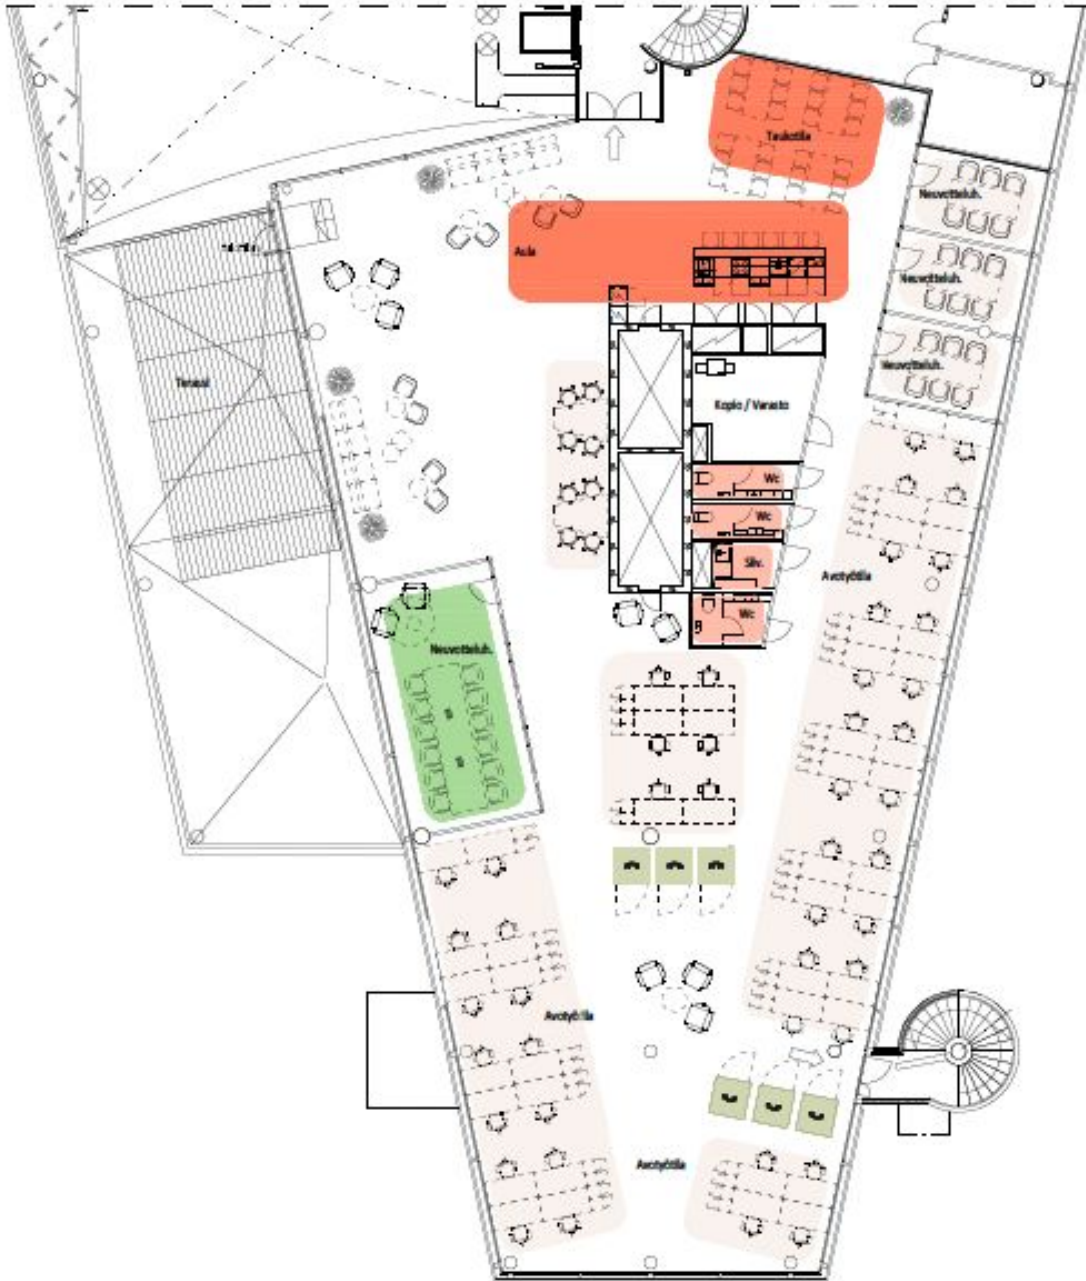 Taukotila
Neuvotteluh.
Aula
Neuvotteluh.
Neuvotteluh.
Terassi
Kopio / Varasto
Wc
Wc
Siiv.
Avotyötila
Wc
Neuvotteluh.
Avotyötila
Avotyötila